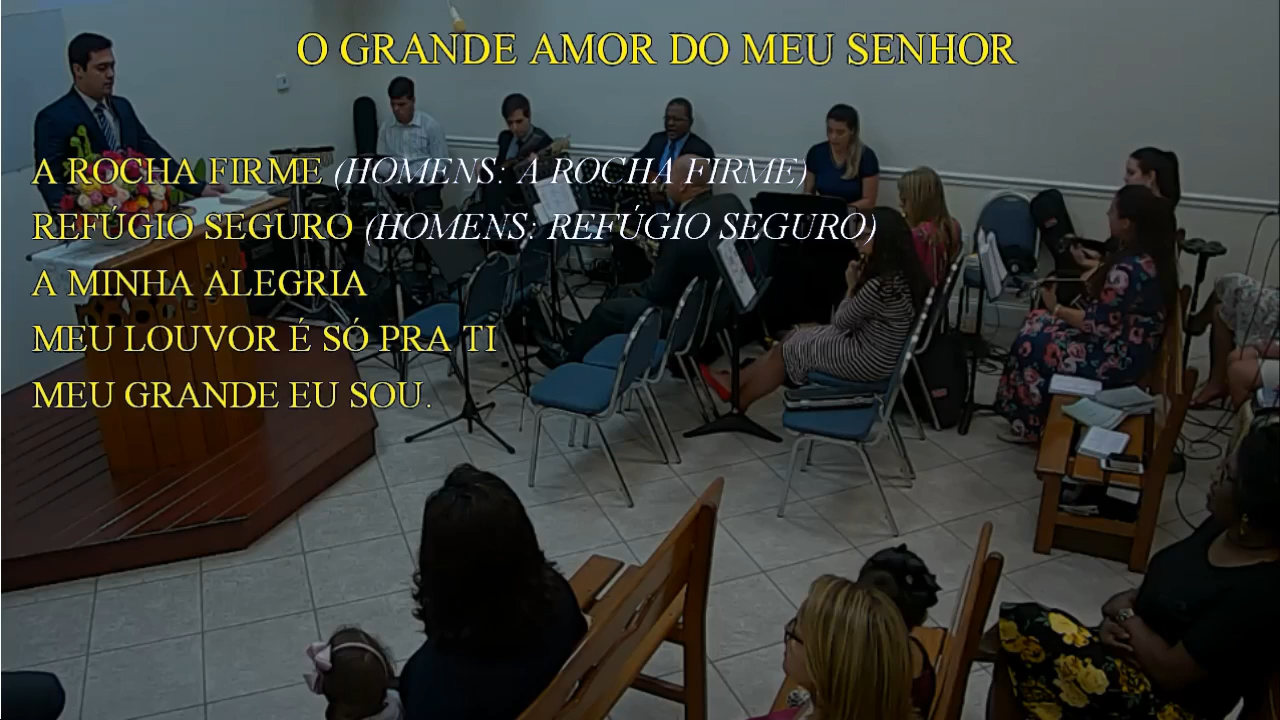 O GRANDE AMOR DO MEU SENHOR
A ROCHA FIRME (HOMENS: A ROCHA FIRME)
REFÚGIO SEGURO (HOMENS: REFÚGIO SEGURO)
A MINHA ALEGRIA
MEU LOUVOR É SÓ PRA TI
MEU GRANDE EU SOU.